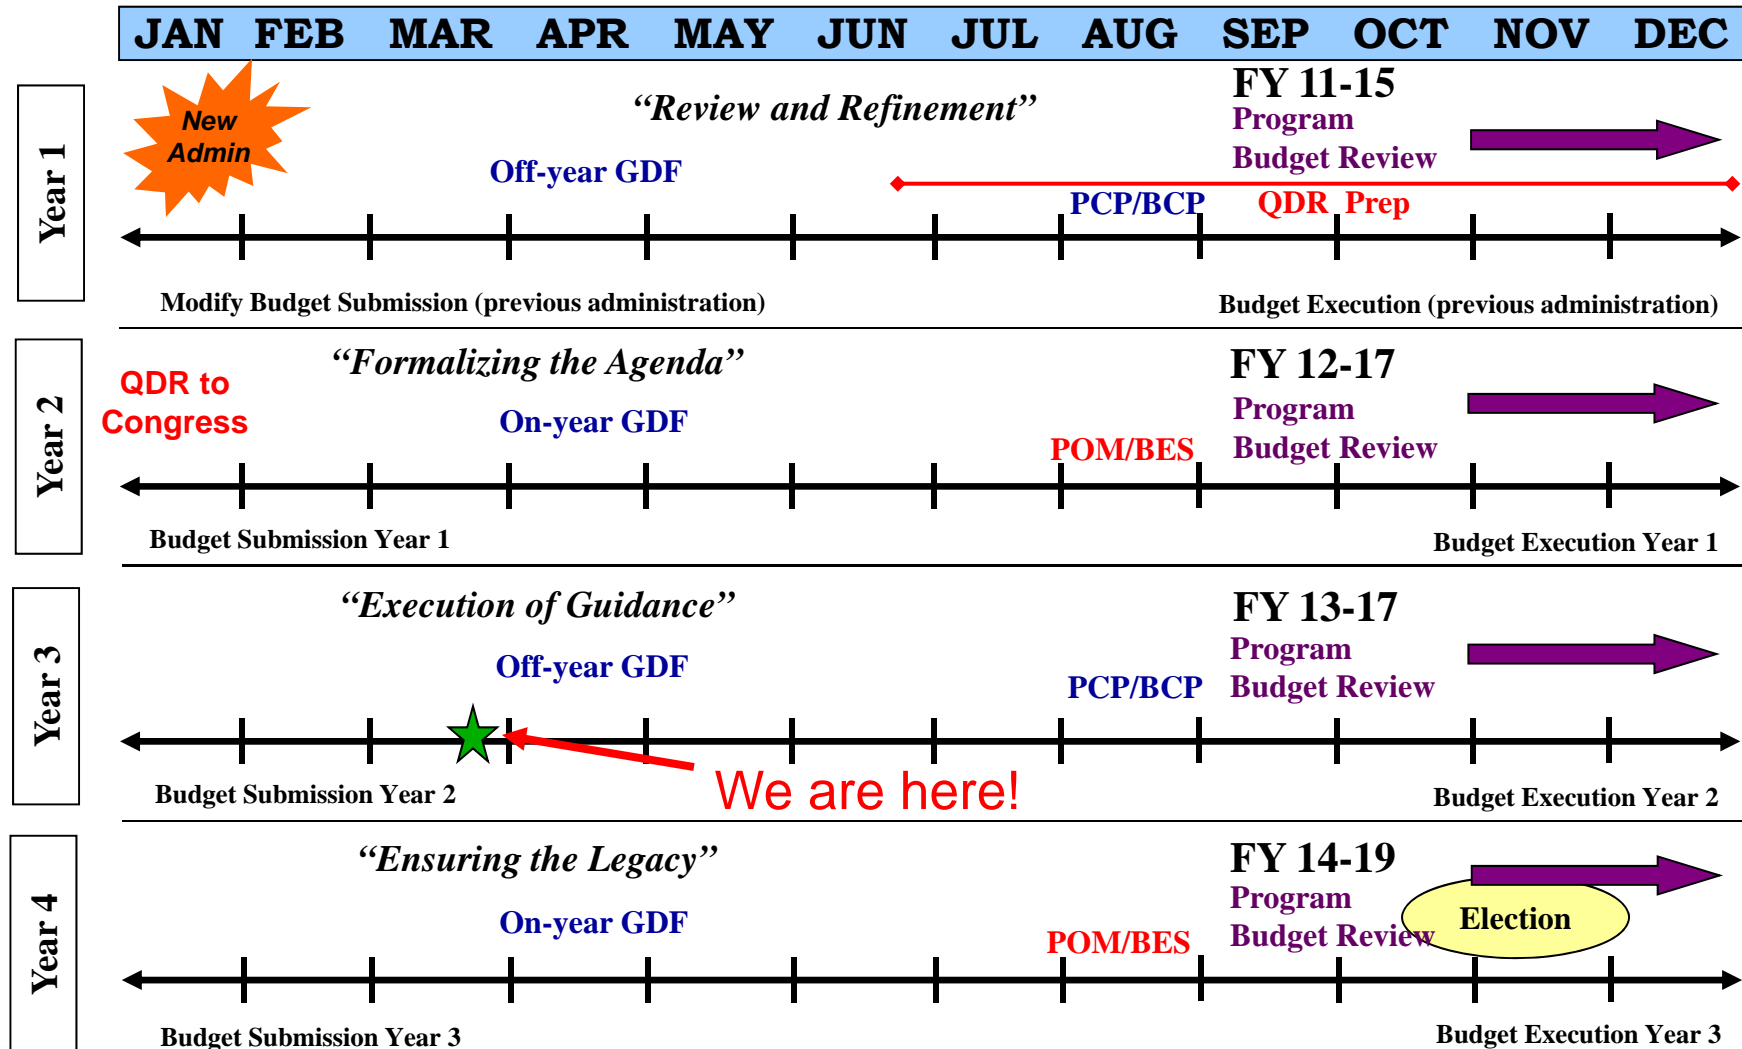 JAN FEB MAR APR MAY JUN JUL AUG SEP OCT NOV DEC
Year 1
New
Admin
“Review and Refinement”
FY 11-15
Program
Budget Review
Off-year GDF
PCP/BCP
QDR Prep
Modify Budget Submission (previous administration)
Budget Execution (previous administration)
Year 2
“Formalizing the Agenda”
FY 12-17
QDR to
Congress
On-year GDF
Program
Budget Review
POM/BES
Budget Submission Year 1
Budget Execution Year 1
Year 3
“Execution of Guidance”
FY 13-17
Off-year GDF
Program
Budget Review
PCP/BCP
We are here!
Budget Submission Year 2
Budget Execution Year 2
Year 4
“Ensuring the Legacy”
FY 14-19
On-year GDF
Program
Budget Review
Election
POM/BES
Budget Submission Year 3
Budget Execution Year 3